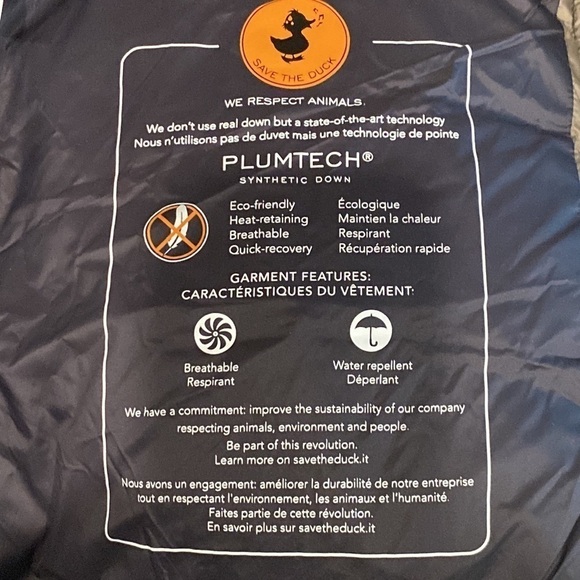 SAVE THE DUCK
WE RESPECT ANIMALS.
We don't use real down but a state-of-the-art technology
Nous n'utilisons pas de duvet mais une technologie de pointe
PLUMTECH®
SYNTHETIC DOWN
Eco-friendly
Heat-retaining
Breathable
Quick-recovery
Écologique
Maintien la chaleur
Respirant
Récupération rapide
GARMENT FEATURES:
CARACTÉRISTIQUES DU VÊTEMENT:
Breathable
Respirant
Water repellent
Déperlant
We have a commitment: improve the sustainability of our company
respecting animals, environment and people.
Be part of this revolution.
Learn more on savetheduck.it
Nous avons un engagement: améliorer la durabilité de notre entreprise
tout en respectant l'environnement, les animaux et l'humanité.
Faites partie de cette révolution.
En savoir plus sur savetheduck.it